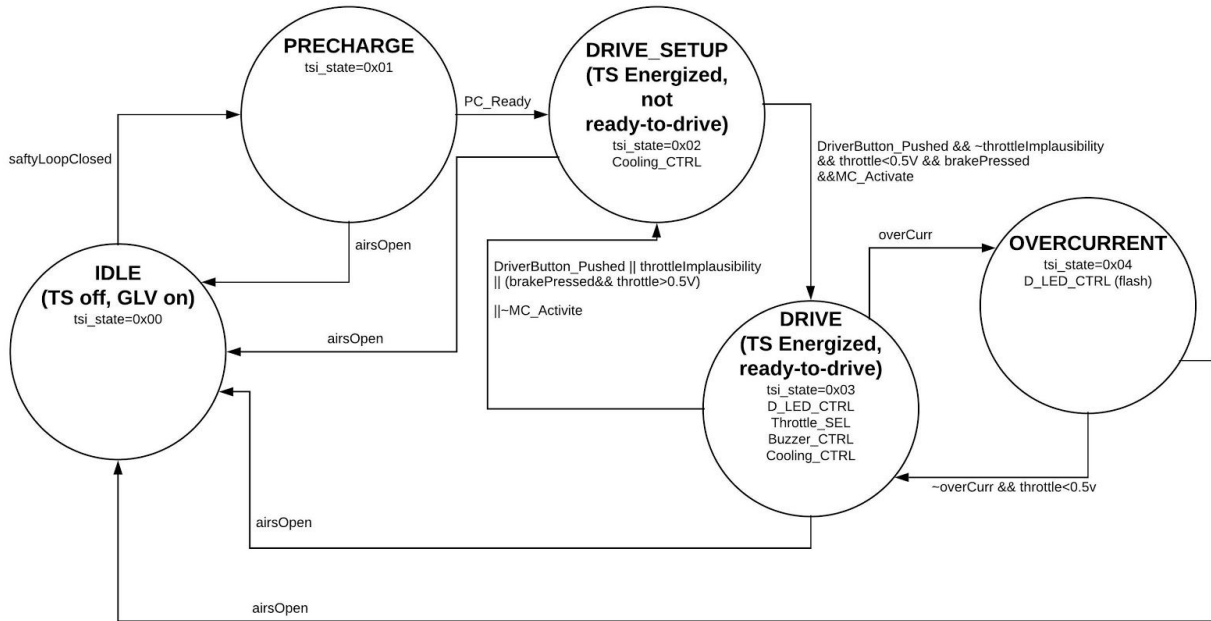 PRECHARGE
tsi_state=0x01
DRIVE_SETUP
(TS Energized,
not
ready-to-drive)
tsi_state=0x02
Cooling_CTRL
PC_Ready
saftyLoopClosed
DriverButton_Pushed && ~throttleImplausibility
&& throttle<0.5V && brakePressed
&&MC_Activate
airsOpen
IDLE
(TS off, GLV on)
tsi_state=0x00
DriverButton_Pushed || throttleImplausibility
|| (brakePressed&& throttle>0.5V)
||~MC_Activite
overCurr
OVERCURRENT
tsi_state=0x04
D_LED_CTRL (flash)
airsOpen
DRIVE
(TS Energized,
ready-to-drive)
tsi_state=0x03
D_LED_CTRL
Throttle_SEL
Buzzer_CTRL
Cooling_CTRL
~overCurr && throttle<0.5v
airsOpen
airsOpen